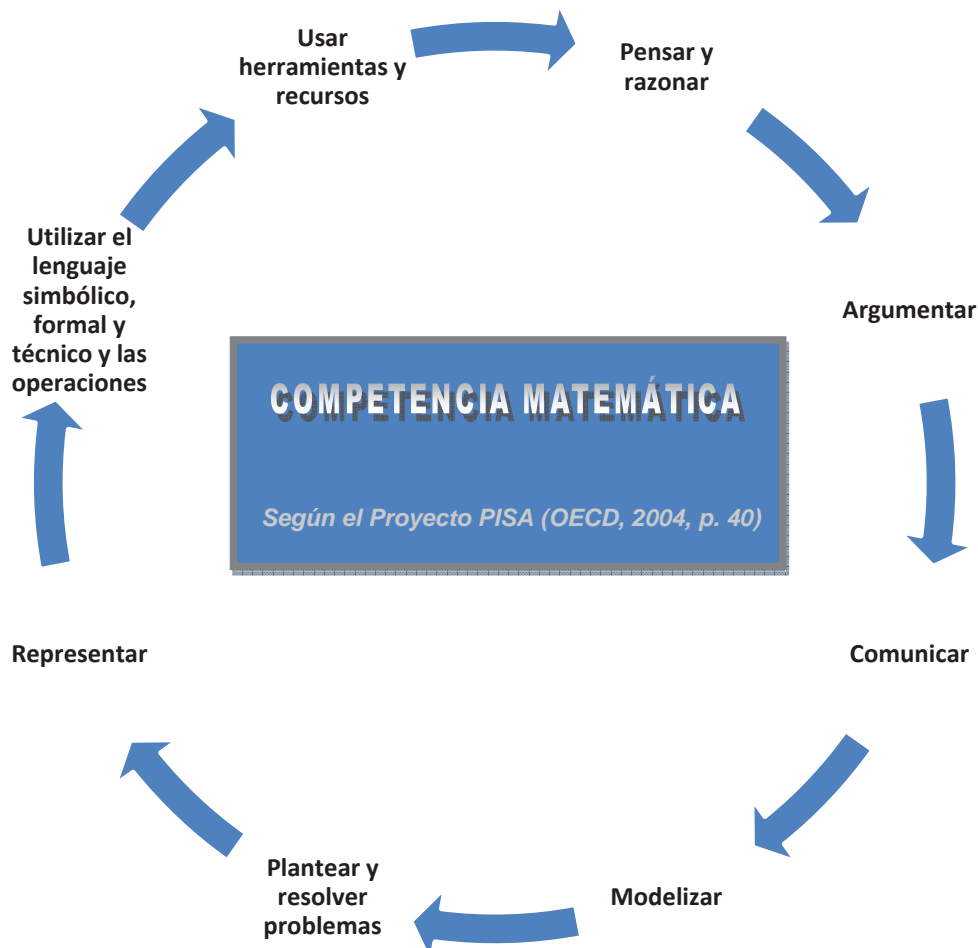 Usar
herramientas y
recursos
Pensar y
razonar
Argumentar
Comunicar
Modelizar
Plantear y
resolver
problemas
Representar
Utilizar el
lenguaje
simbólico,
formal y
técnico y las
operaciones
COMPETENCIA MATEMÁTICA
Según el Proyecto PISA (OECD, 2004, p. 40)